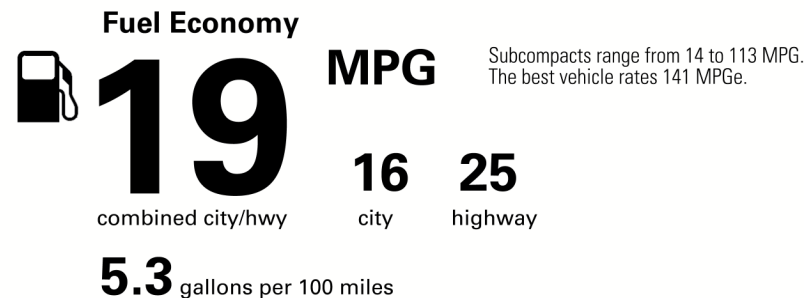 Fuel Economy
19 MPG
Subcompacts range from 14 to 113 MPG.
The best vehicle rates 141 MPGe.
combined city/hwy
16
city
25
highway
5.3 gallons per 100 miles